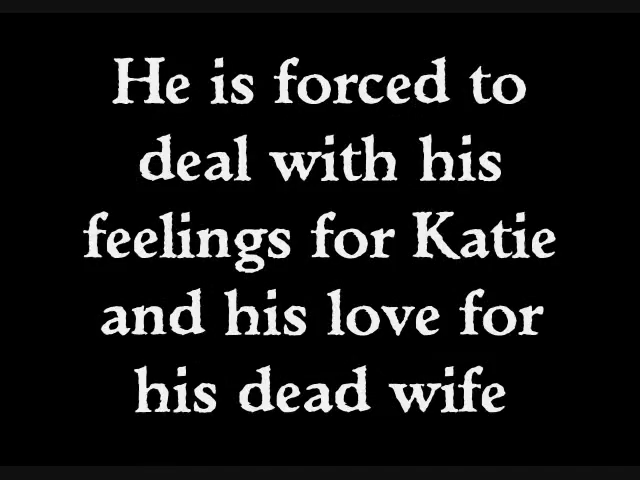 He is forced to
deal with his
feelings for Katie
and his love for
his dead wife